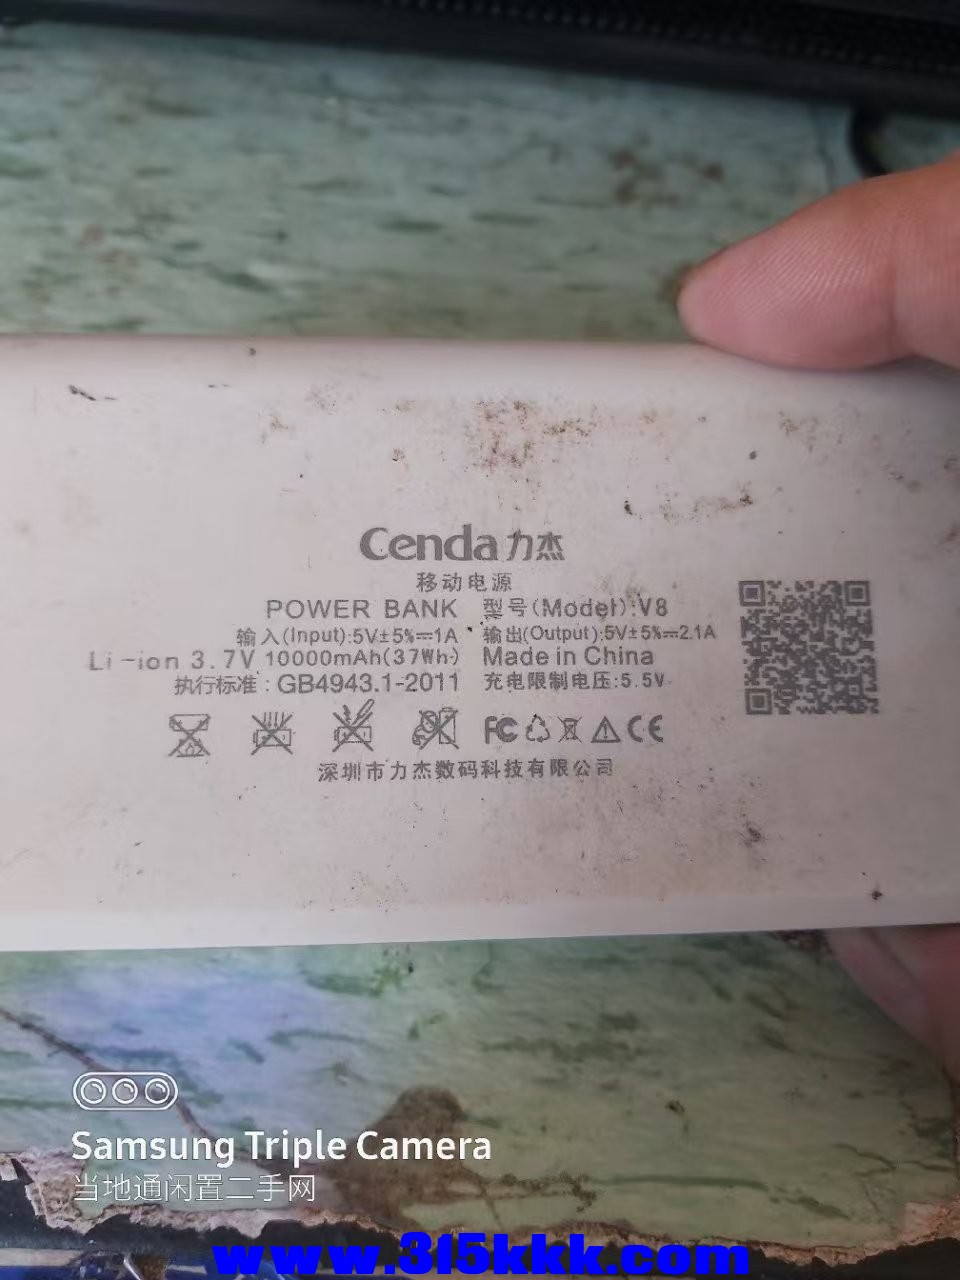 Cenda力杰
移动电源
POWER BANK 型号(Model):V8
输入(Input):5V±5%⎓1A 输出(Output):5V±5%⎓2.1A
Li-ion 3.7V 10000mAh(37Wh) Made in China
执行标准:GB4943.1-2011 充电限制电压:5.5V
FC CE
深圳市力杰数码科技有限公司
Samsung Triple Camera
当地通闲置二手网
www.315kkk.com